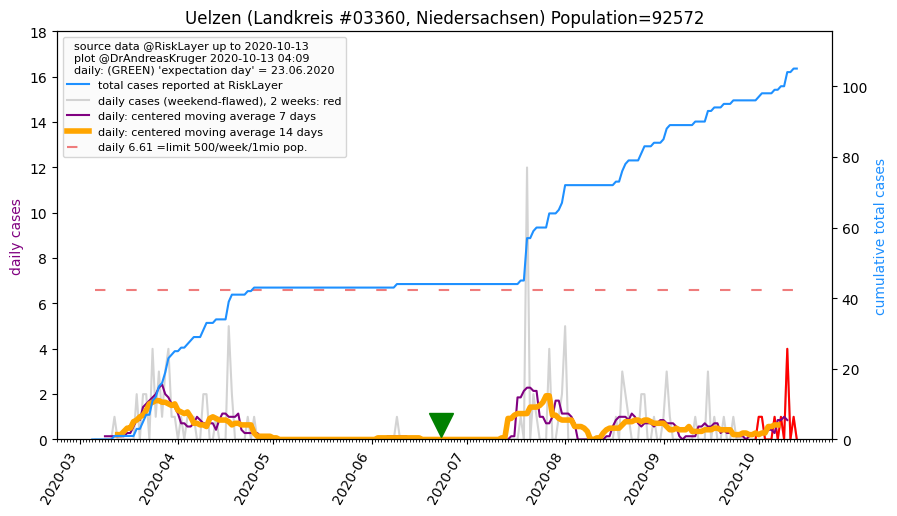 Uelzen (Landkreis #03360, Niedersachsen) Population=92572
source data @RiskLayer up to 2020-10-13
plot @DrAndreasKruger 2020-10-13 04:09
daily: (GREEN) 'expectation day' = 23.06.2020
total cases reported at RiskLayer
daily cases (weekend-flawed), 2 weeks: red
daily: centered moving average 7 days
daily: centered moving average 14 days
daily 6.61 =limit 500/week/1mio pop.
daily cases
18
16
14
12
10
8
6
4
2
0
cumulative total cases
100
80
60
40
20
0
2020-03
2020-04
2020-05
2020-06
2020-07
2020-08
2020-09
2020-10